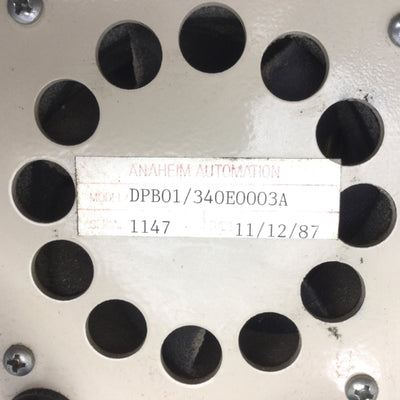 ANAHEIM AUTOMATION
MODEL DPB01/340E0003A
1147 11/12/87